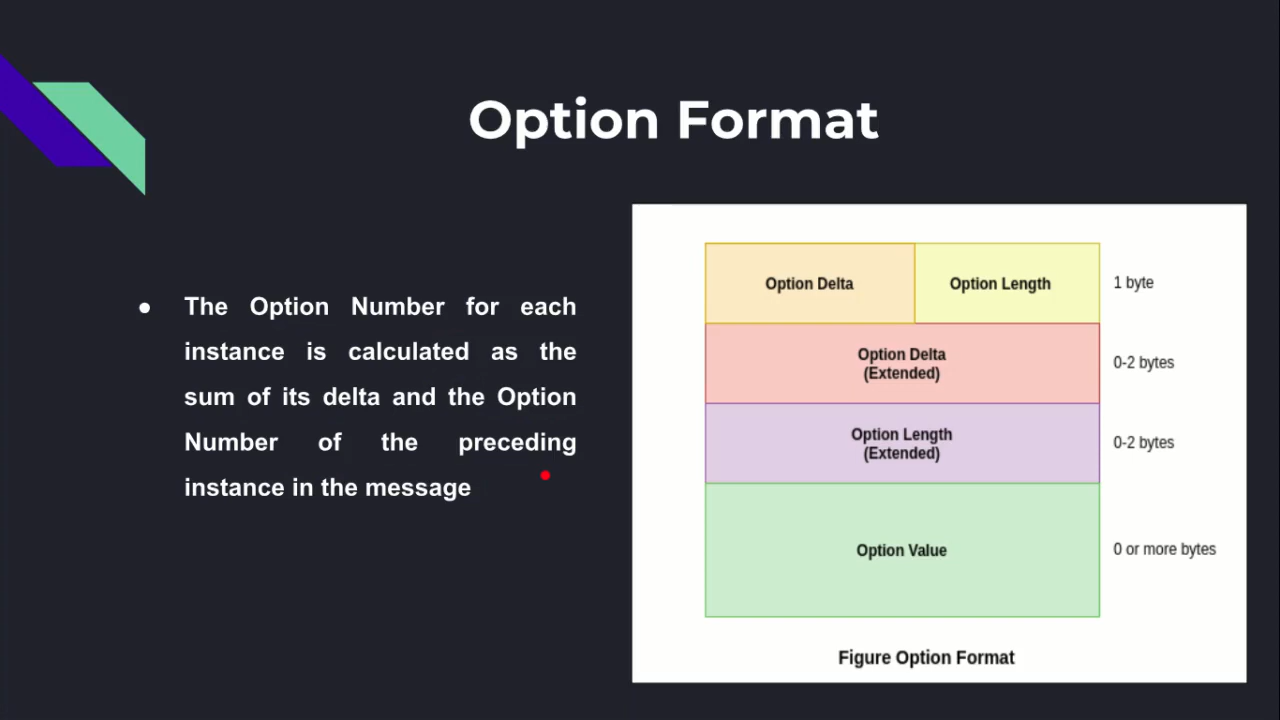 Option Format
● The Option Number for each
instance is calculated as the
sum of its delta and the Option
Number of the preceding
instance in the message
Option Delta
Option Length
1 byte
Option Delta
(Extended)
0-2 bytes
Option Length
(Extended)
0-2 bytes
Option Value
0 or more bytes
Figure Option Format